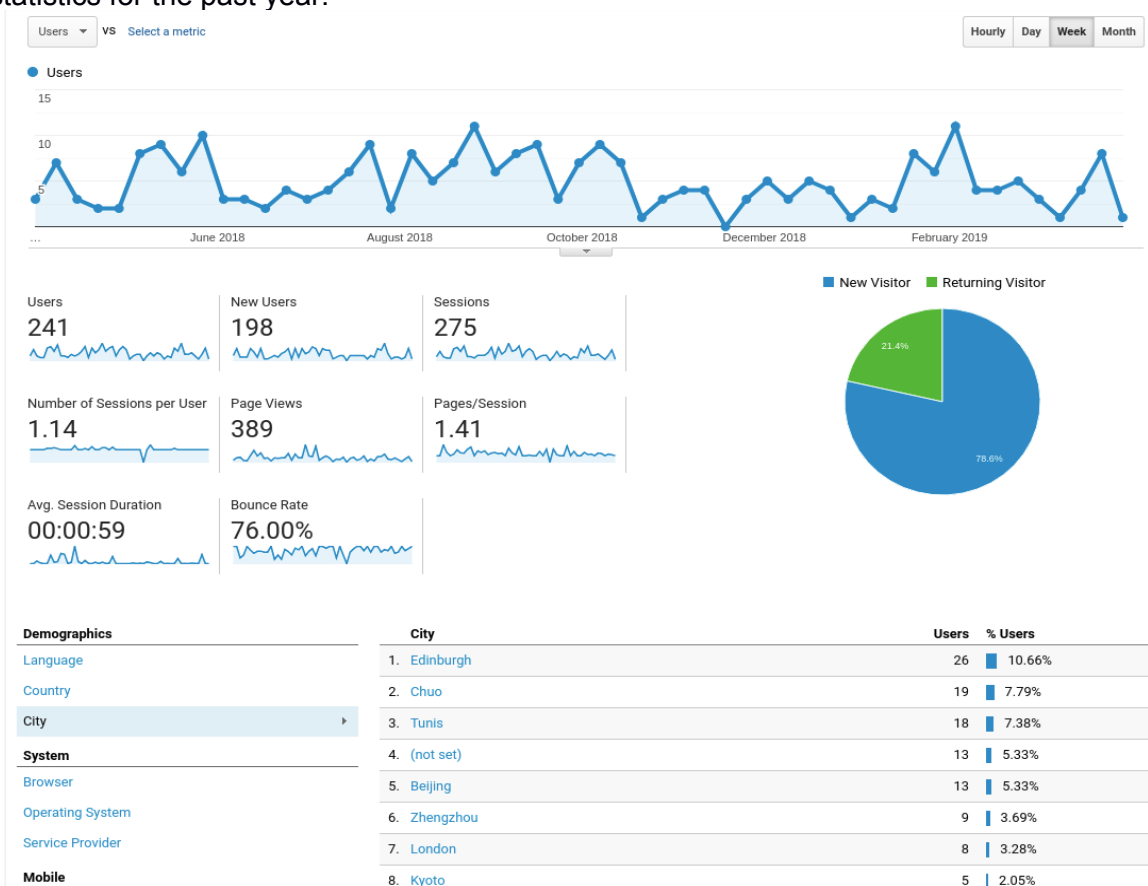 statistics for the past year.
Users VS Select a metric Hourly Day Week Month
Users
15
10
5
... June 2018 August 2018 October 2018 December 2018 February 2019
New Visitor Returning Visitor
Users New Users Sessions
241 198 275
Number of Sessions per User Page Views Pages/Session
1.14 389 1.41
Avg. Session Duration Bounce Rate
00:00:59 76.00%
21.4%
78.6%
Demographics City Users % Users
Language 1. Edinburgh 26 10.66%
Country 2. Chuo 19 7.79%
City 3. Tunis 18 7.38%
System 4. (not set) 13 5.33%
Browser 5. Beijing 13 5.33%
Operating System 6. Zhengzhou 9 3.69%
Service Provider 7. London 8 3.28%
Mobile 8. Kyoto 5 2.05%